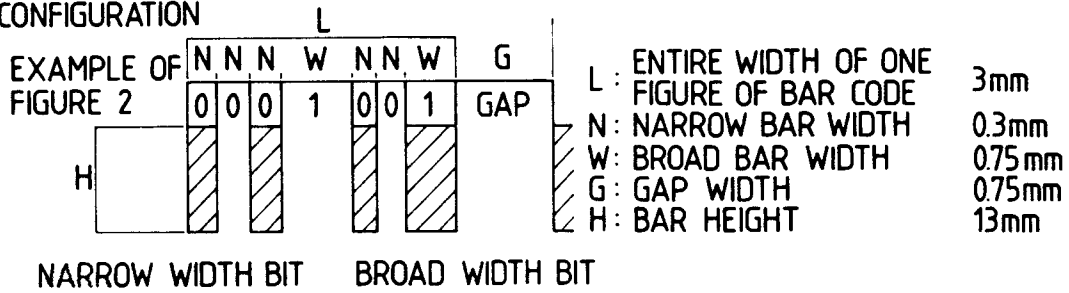 CONFIGURATION
L
EXAMPLE OF FIGURE 2
N N N W N N W G
0 0 0 1 0 0 1 GAP
H
L : ENTIRE WIDTH OF ONE FIGURE OF BAR CODE 3mm
N : NARROW BAR WIDTH 0.3mm
W : BROAD BAR WIDTH 0.75mm
G : GAP WIDTH 0.75mm
H : BAR HEIGHT 13mm
NARROW WIDTH BIT BROAD WIDTH BIT